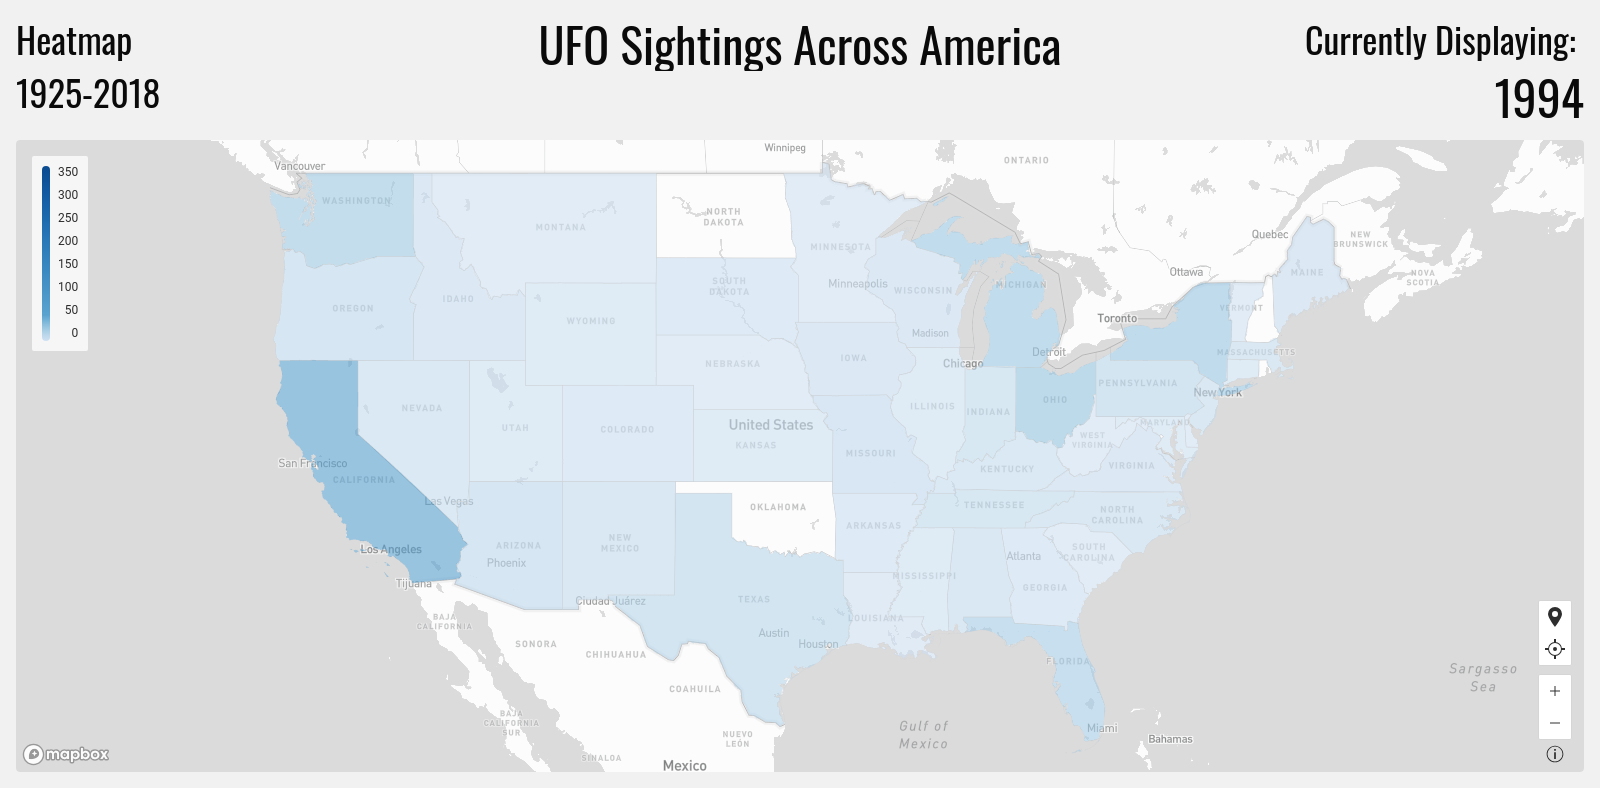 Heatmap
1925-2018
UFO Sightings Across America
Currently Displaying:
1994
350
300
250
200
150
100
50
0
Vancouver
Winnipeg
ONTARIO
WASHINGTON
NORTH
DAKOTA
MONTANA
MINNESOTA
Quebec
NEW
BRUNSWICK
MAINE
Ottawa
NOVA
SCOTIA
SOUTH
DAKOTA
Minneapolis
WISCONSIN
MICHIGAN
IDAHO
OREGON
WYOMING
VERMONT
Toronto
Madison
Detroit
MASSACHUSETTS
Chicago
IOWA
NEBRASKA
PENNSYLVANIA
New York
NEVADA
UTAH
COLORADO
United States
KANSAS
ILLINOIS
INDIANA
OHIO
MARYLAND
WEST
VIRGINIA
San Francisco
CALIFORNIA
MISSOURI
KENTUCKY
VIRGINIA
Las Vegas
OKLAHOMA
TENNESSEE
NORTH
CAROLINA
ARKANSAS
Los Angeles
ARIZONA
Phoenix
NEW
MEXICO
SOUTH
CAROLINA
Atlanta
Tijuana
MISSISSIPPI
GEORGIA
Ciudad Juárez
TEXAS
LOUISIANA
BAJA
CALIFORNIA
SONORA
CHIHUAHUA
Austin
Houston
FLORIDA
Sargasso
Sea
COAHUILA
BAJA
CALIFORNIA
SUR
Gulf of
Mexico
Miami
Bahamas
NUEVO
LEÓN
SINALOA
Mexico
mapbox